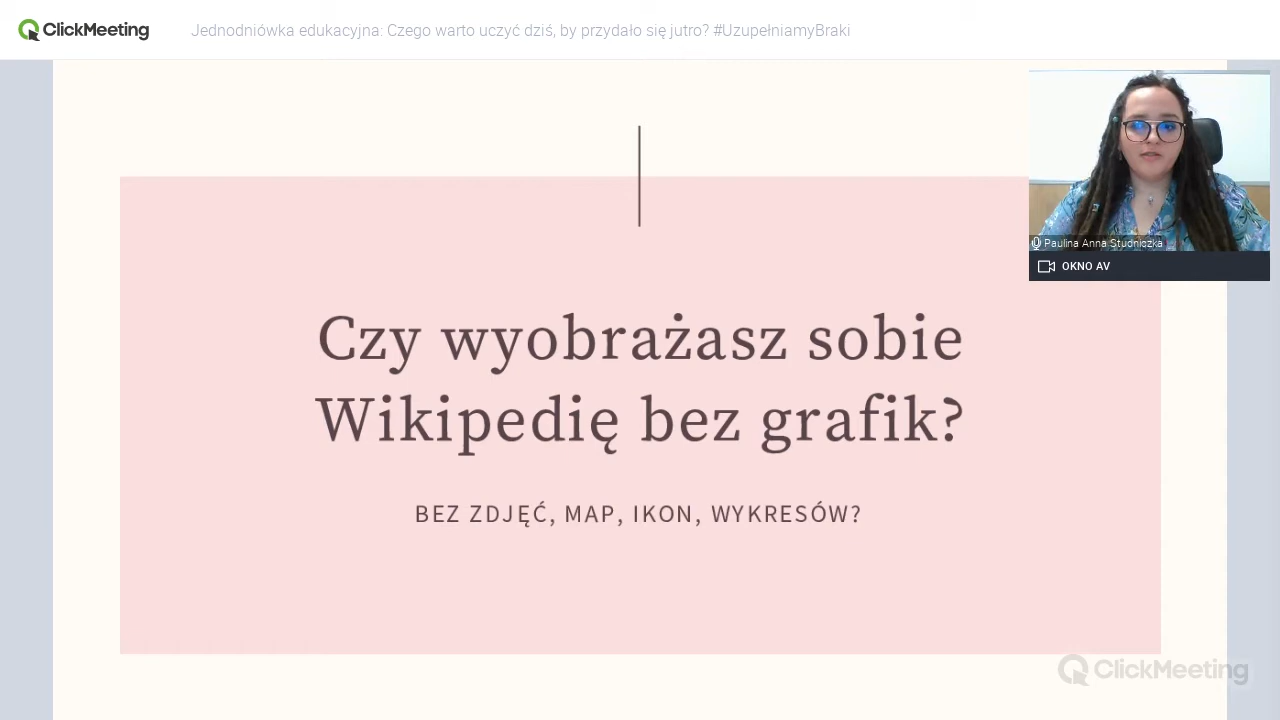 ClickMeeting
Jednodniówka edukacyjna: Czego warto uczyć dziś, by przydało się jutro? #UzupełniamyBraki
Paulina Anna Studniczka
OKNO AV
Czy wyobrażasz sobie
Wikipedię bez grafik?
BEZ ZDJĘĆ, MAP, IKON, WYKRESÓW?
ClickMeeting